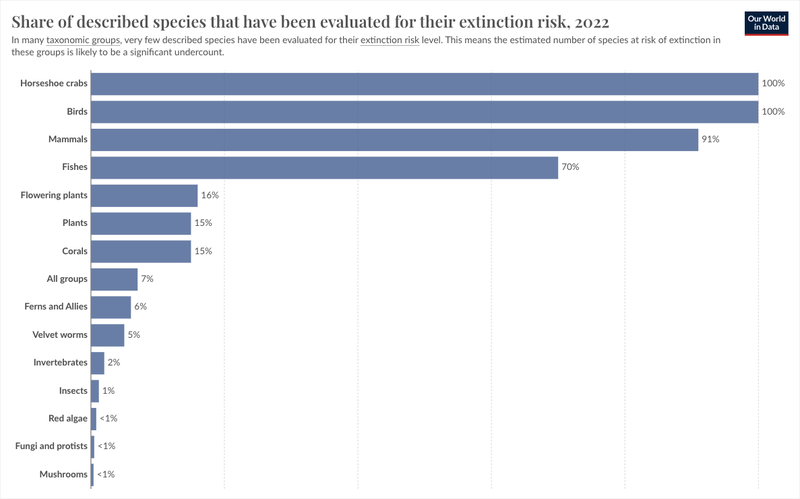 Share of described species that have been evaluated for their extinction risk, 2022
Our World
in Data
In many taxonomic groups, very few described species have been evaluated for their extinction risk level. This means the estimated number of species at risk of extinction in
these groups is likely to be a significant undercount.
Horseshoe crabs 100%
Birds 100%
Mammals 91%
Fishes 70%
Flowering plants 16%
Plants 15%
Corals 15%
All groups 7%
Ferns and Allies 6%
Velvet worms 5%
Invertebrates 2%
Insects 1%
Red algae <1%
Fungi and protists <1%
Mushrooms <1%